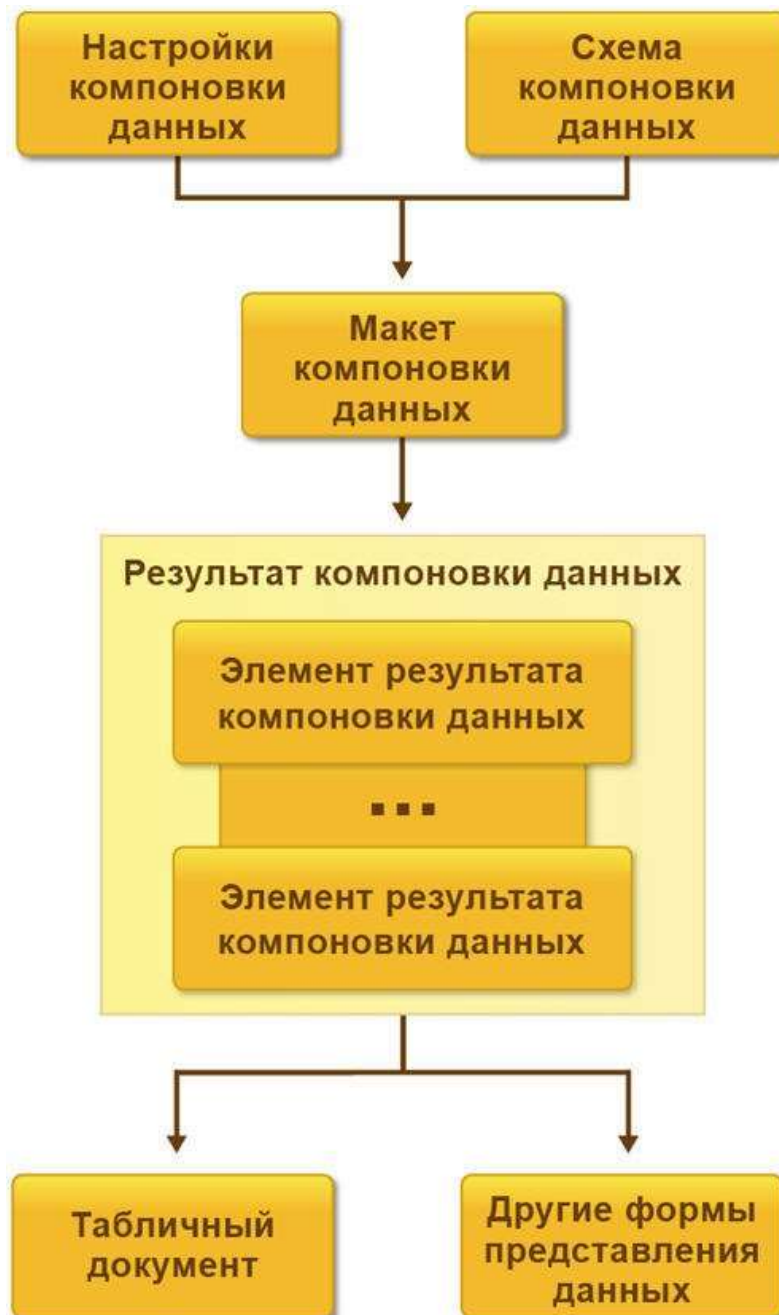 Настройки
компоновки
данных
Схема
компоновки
данных
Макет
компоновки
данных
Результат компоновки данных
Элемент результата
компоновки данных
...
Элемент результата
компоновки данных
Табличный
документ
Другие формы
представления
данных